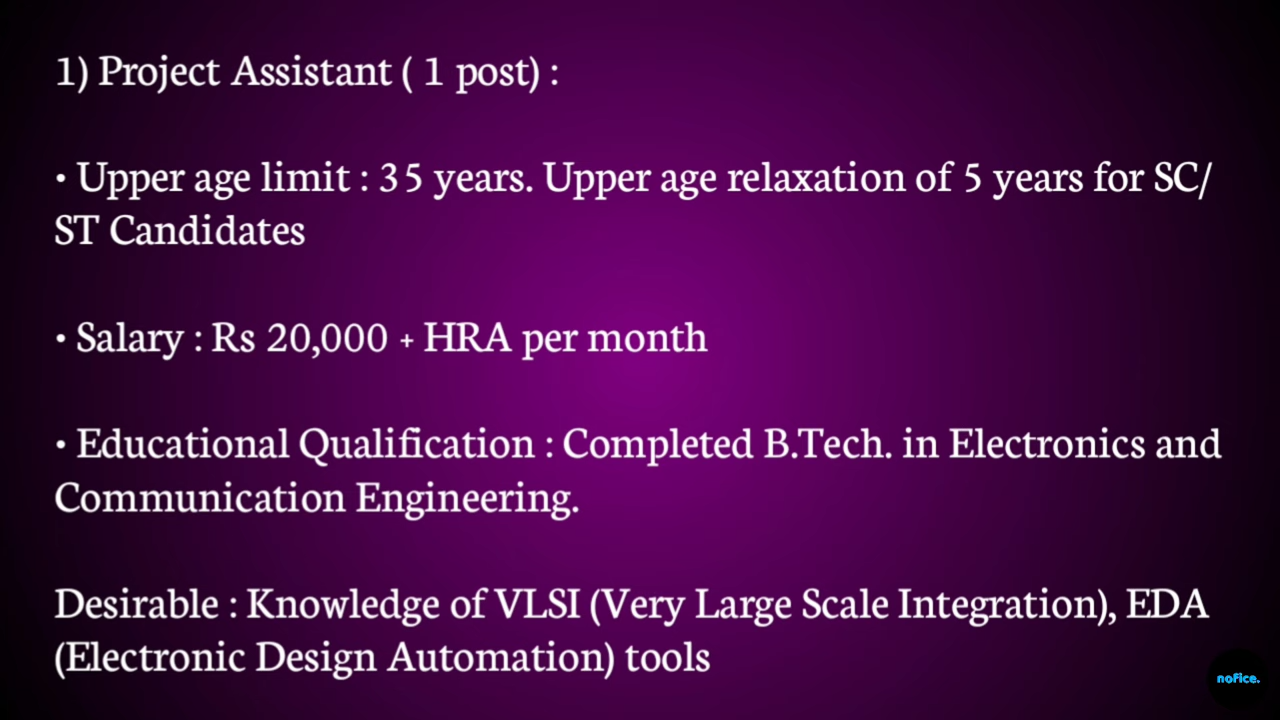 1) Project Assistant ( 1 post) :
• Upper age limit : 35 years. Upper age relaxation of 5 years for SC/
ST Candidates
• Salary : Rs 20,000 + HRA per month
• Educational Qualification : Completed B.Tech. in Electronics and
Communication Engineering.
Desirable : Knowledge of VLSI (Very Large Scale Integration), EDA
(Electronic Design Automation) tools
nofice.